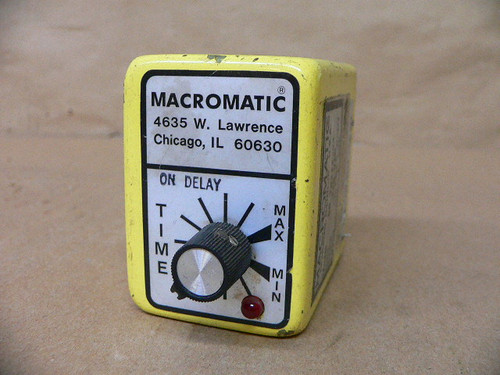 MACROMATIC ®
4635 W. Lawrence
Chicago, IL 60630
ON DELAY
TIME
MAX
MIN